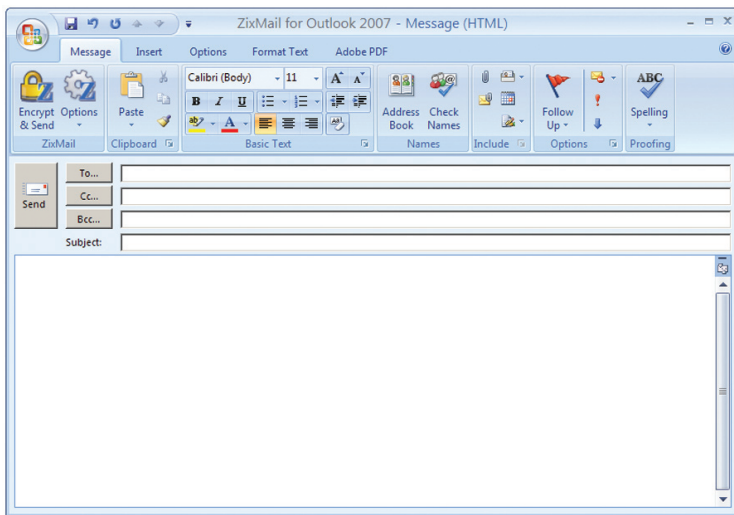 ZixMail for Outlook 2007 - Message (HTML)
Message Insert Options Format Text Adobe PDF
Calibri (Body) 11 A A
B I U
ab A
Encrypt & Send
Options
Paste
Address Book
Check Names
Follow Up
ABC
Spelling
ZixMail Clipboard Basic Text Names Include Options Proofing
To...
Cc...
Send
Bcc...
Subject: